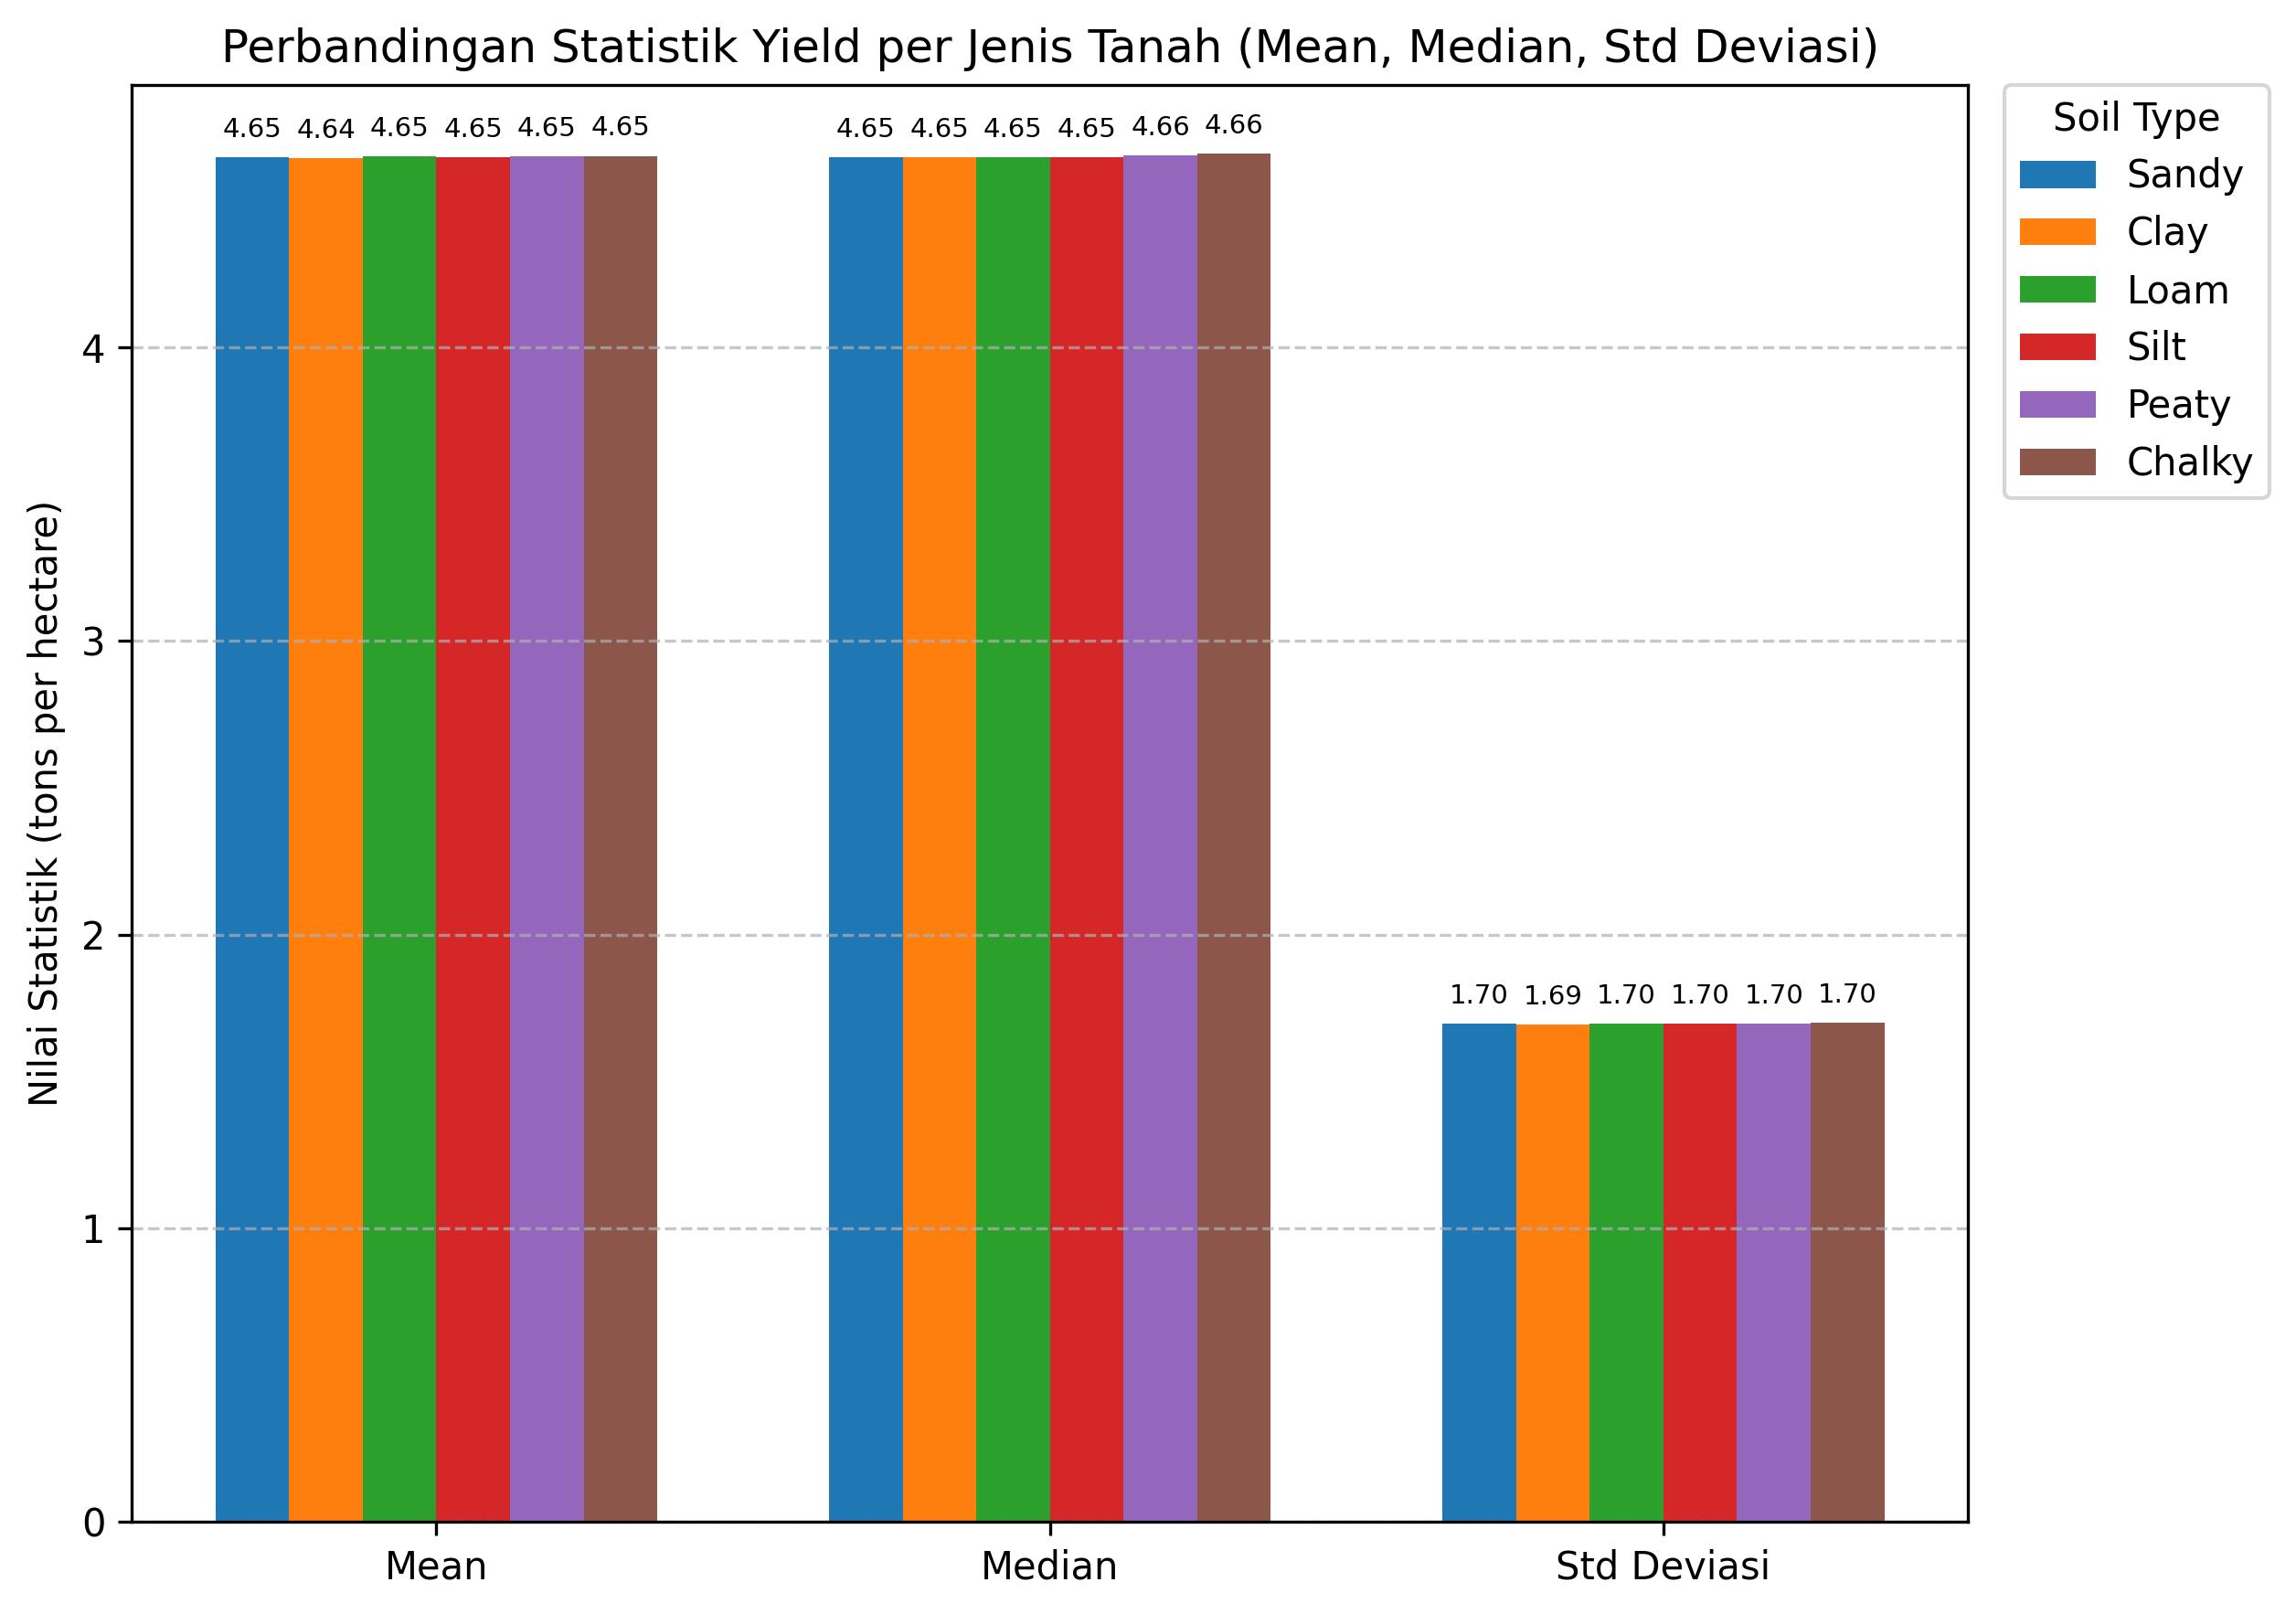 Perbandingan Statistik Yield per Jenis Tanah (Mean, Median, Std Deviasi)
Nilai Statistik (tons per hectare)
4
3
2
1
0
4.65 4.64 4.65 4.65 4.65 4.65
4.65 4.65 4.65 4.65 4.66 4.66
1.70 1.69 1.70 1.70 1.70 1.70
Mean
Median
Std Deviasi
Soil Type
Sandy
Clay
Loam
Silt
Peaty
Chalky